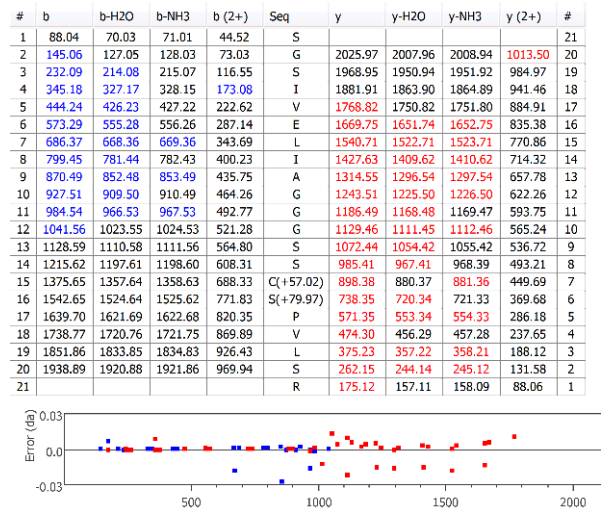 # b b-H2O b-NH3 b (2+) Seq y y-H2O y-NH3 y (2+) #
1 88.04 70.03 71.01 44.52 S 21
2 145.06 127.05 128.03 73.03 G 2025.97 2007.96 2008.94 1013.50 20
3 232.09 214.08 215.07 116.55 S 1968.95 1950.94 1951.92 984.97 19
4 345.18 327.17 328.15 173.08 I 1881.91 1863.90 1864.89 941.46 18
5 444.24 426.23 427.22 222.62 V 1768.82 1750.82 1751.80 884.91 17
6 573.29 555.28 556.26 287.14 E 1669.75 1651.74 1652.75 835.38 16
7 686.37 668.36 669.36 343.69 L 1540.71 1522.71 1523.71 770.86 15
8 799.45 781.44 782.43 400.23 I 1427.63 1409.62 1410.62 714.32 14
9 870.49 852.48 853.49 435.75 A 1314.55 1296.54 1297.54 657.78 13
10 927.51 909.50 910.49 464.26 G 1243.51 1225.50 1226.50 622.26 12
11 984.54 966.53 967.53 492.77 G 1186.49 1168.48 1169.47 593.75 11
12 1041.56 1023.55 1024.53 521.28 G 1129.46 1111.45 1112.46 565.24 10
13 1128.59 1110.58 1111.56 564.80 S 1072.44 1054.42 1055.42 536.72 9
14 1215.62 1197.61 1198.60 608.31 S 985.41 967.41 968.39 493.21 8
15 1375.65 1357.64 1358.63 688.33 C(+57.02) 898.38 880.37 881.36 449.69 7
16 1542.65 1524.64 1525.62 771.83 S(+79.97) 738.35 720.34 721.33 369.68 6
17 1639.70 1621.69 1622.68 820.35 P 571.35 553.34 554.33 286.18 5
18 1738.77 1720.76 1721.75 869.89 V 474.30 456.29 457.28 237.65 4
19 1851.86 1833.85 1834.83 926.43 L 375.23 357.22 358.21 188.12 3
20 1938.89 1920.88 1921.86 969.94 S 262.15 244.14 245.12 131.58 2
21 R 175.12 157.11 158.09 88.06 1
Error (da)
0.03
0.0
-0.03
500 1000 1500 2000